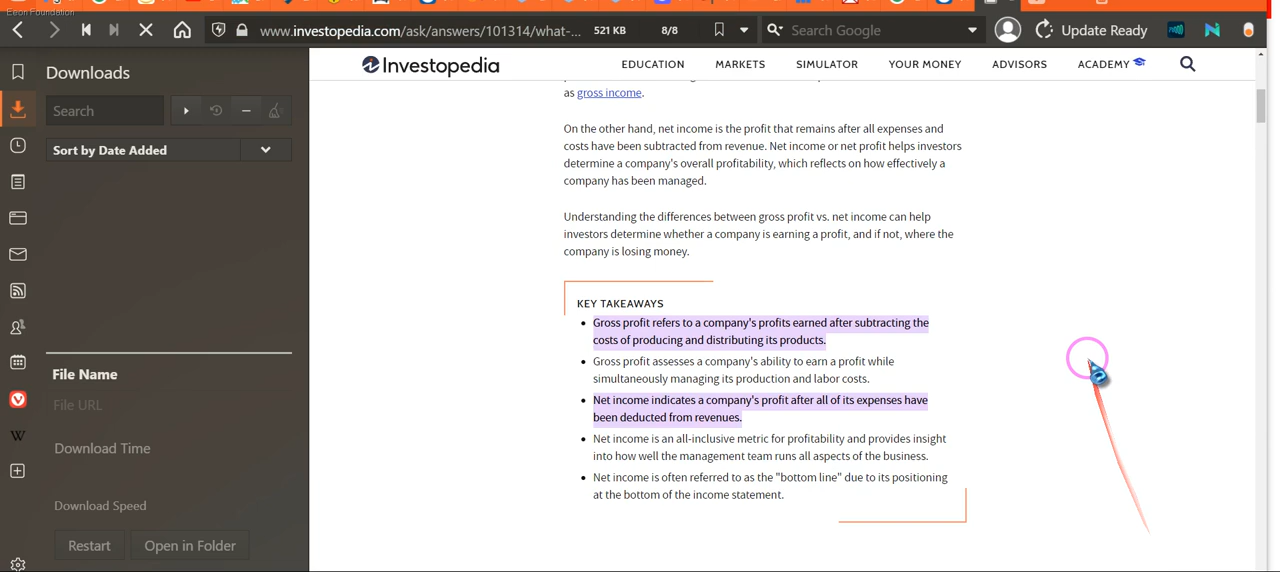 Eeon Foundation
www.investopedia.com/ask/answers/101314/what-...
521 KB
8/8
Search Google
Update Ready
Downloads
Search
Sort by Date Added
File Name
File URL
Download Time
Download Speed
Restart
Open in Folder
Investopedia
EDUCATION
MARKETS
SIMULATOR
YOUR MONEY
ADVISORS
ACADEMY
as gross income.
On the other hand, net income is the profit that remains after all expenses and
costs have been subtracted from revenue. Net income or net profit helps investors
determine a company's overall profitability, which reflects on how effectively a
company has been managed.
Understanding the differences between gross profit vs. net income can help
investors determine whether a company is earning a profit, and if not, where the
company is losing money.
KEY TAKEAWAYS
Gross profit refers to a company's profits earned after subtracting the
costs of producing and distributing its products.
Gross profit assesses a company's ability to earn a profit while
simultaneously managing its production and labor costs.
Net income indicates a company's profit after all of its expenses have
been deducted from revenues.
Net income is an all-inclusive metric for profitability and provides insight
into how well the management team runs all aspects of the business.
Net income is often referred to as the "bottom line" due to its positioning
at the bottom of the income statement.